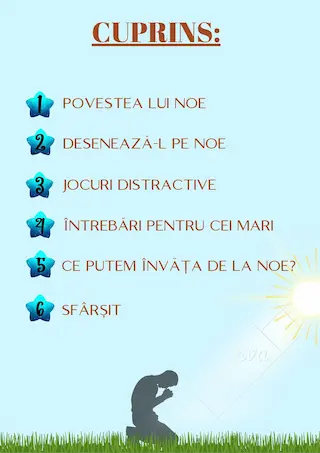 CUPRINS:
1 POVESTEA LUI NOE
2 DESENEAZĂ-L PE NOE
3 JOCURI DISTRACTIVE
4 ÎNTREBĂRI PENTRU CEI MARI
5 CE PUTEM ÎNVĂȚA DE LA NOE?
6 SFÂRȘIT